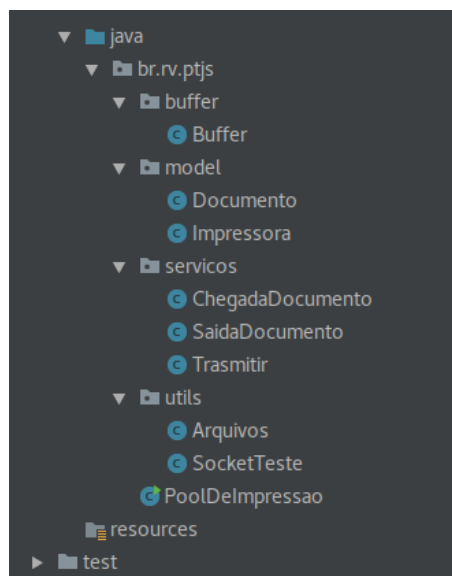 java
br.rv.ptjs
buffer
Buffer
model
Documento
Impressora
servicos
ChegadaDocumento
SaidaDocumento
Trasmitir
utils
Arquivos
SocketTeste
PoolDeImpressao
resources
test